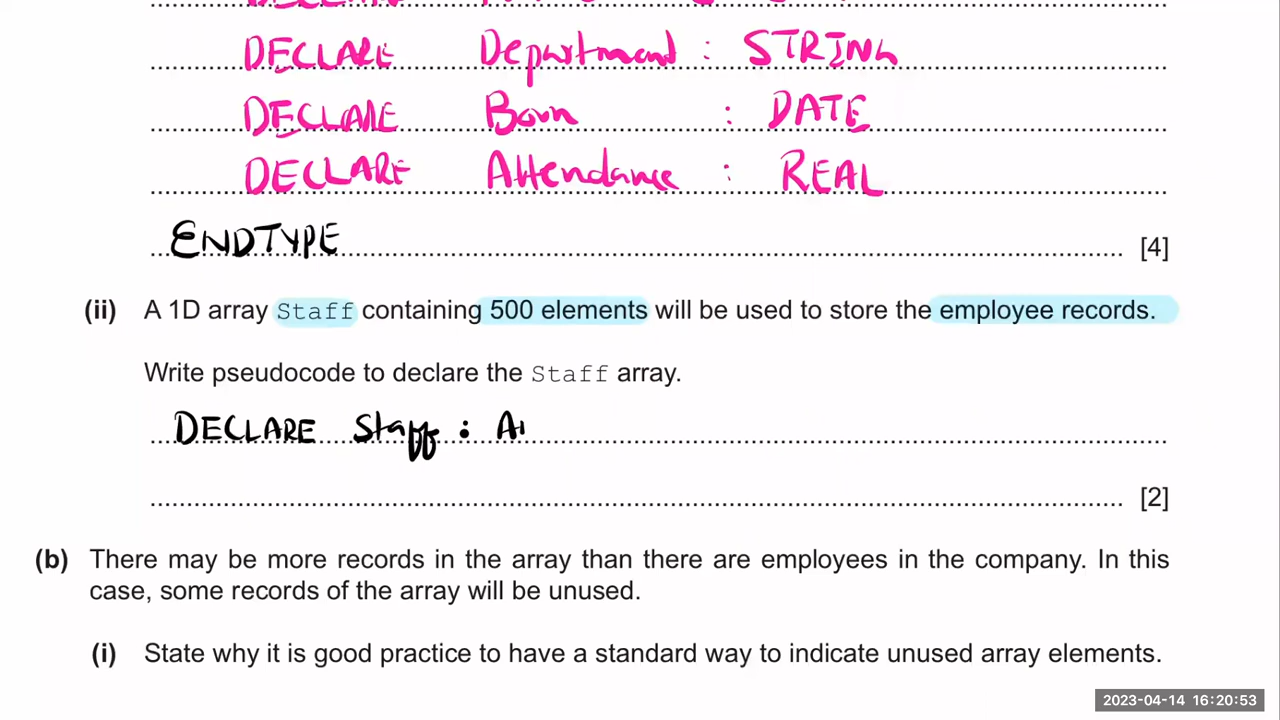 DECLARE Department : STRING
DECLARE Born : DATE
DECLARE Attendance : REAL
ENDTYPE [4]
(ii) A 1D array Staff containing 500 elements will be used to store the employee records.
Write pseudocode to declare the Staff array.
DECLARE Staff :
[2]
(b) There may be more records in the array than there are employees in the company. In this
case, some records of the array will be unused.
(i) State why it is good practice to have a standard way to indicate unused array elements.
2023-04-14 16:20:53